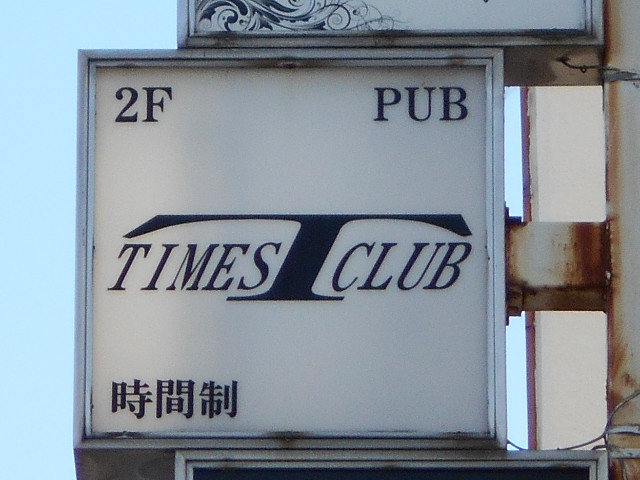 2F PUB
TIMES T CLUB
時間制